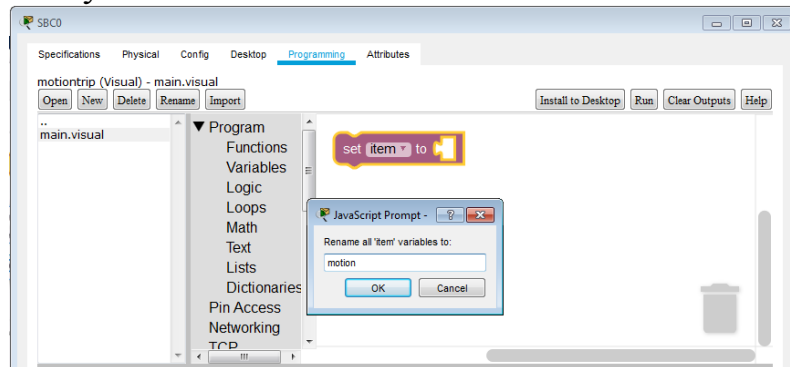 SBC0
Specifications Physical Config Desktop Programming Attributes
motiontrip (Visual) - main.visual
Open New Delete Rename Import Install to Desktop Run Clear Outputs Help
..
main.visual
▼ Program
Functions
Variables
Logic
Loops
Math
Text
Lists
Dictionaries
Pin Access
Networking
TCP
set item to
JavaScript Prompt -
Rename all 'item' variables to:
motion
OK Cancel